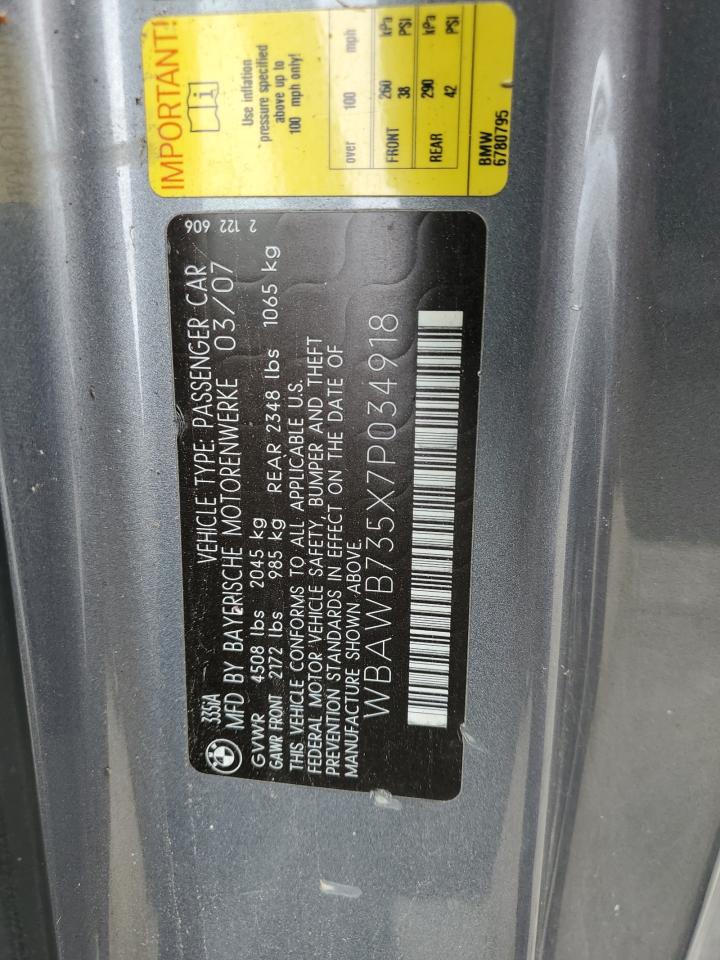 IMPORTANT!
Use inflation
pressure specified
above up to
100 mph only!
over 100 mph
kPa PSI
FRONT 260 38
kPa PSI
REAR 290 42
BMW
6780795
335iA
VEHICLE TYPE: PASSENGER CAR
2 122 606
MFD BY BAYERISCHE MOTORENWERKE 03/07
GVWR 4508 lbs 2045 kg
GAWR FRONT 2172 lbs 985 kg REAR 2348 lbs 1065 kg
THIS VEHICLE CONFORMS TO ALL APPLICABLE U.S.
FEDERAL MOTOR VEHICLE SAFETY, BUMPER AND THEFT
PREVENTION STANDARDS IN EFFECT ON THE DATE OF
MANUFACTURE SHOWN ABOVE.
WBAWB735X7P034918